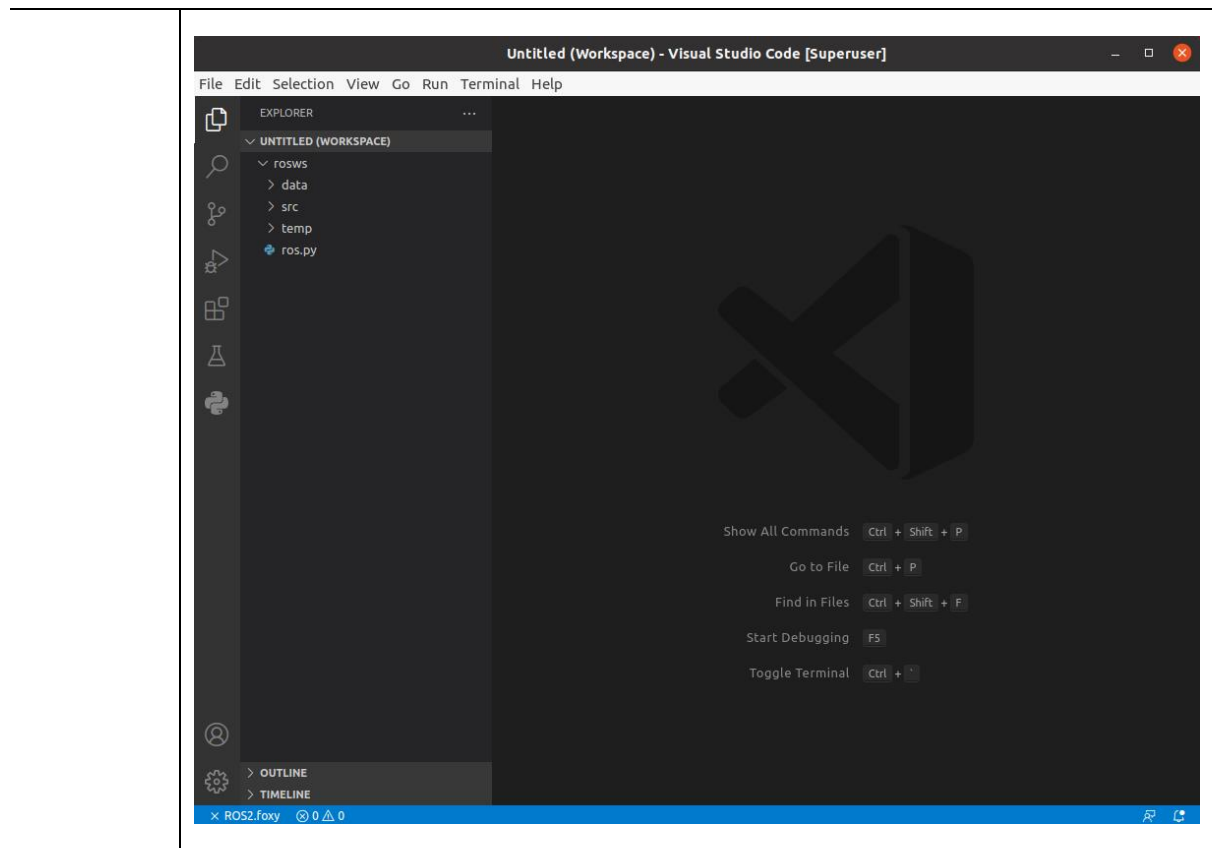 Untitled (Workspace) - Visual Studio Code [Superuser]
File Edit Selection View Go Run Terminal Help
EXPLORER
UNTITLED (WORKSPACE)
rosws
data
src
temp
ros.py
Show All Commands Ctrl + Shift + P
Go to File Ctrl + P
Find in Files Ctrl + Shift + F
Start Debugging F5
Toggle Terminal Ctrl + `
OUTLINE
TIMELINE
ROS2.foxy 0 0